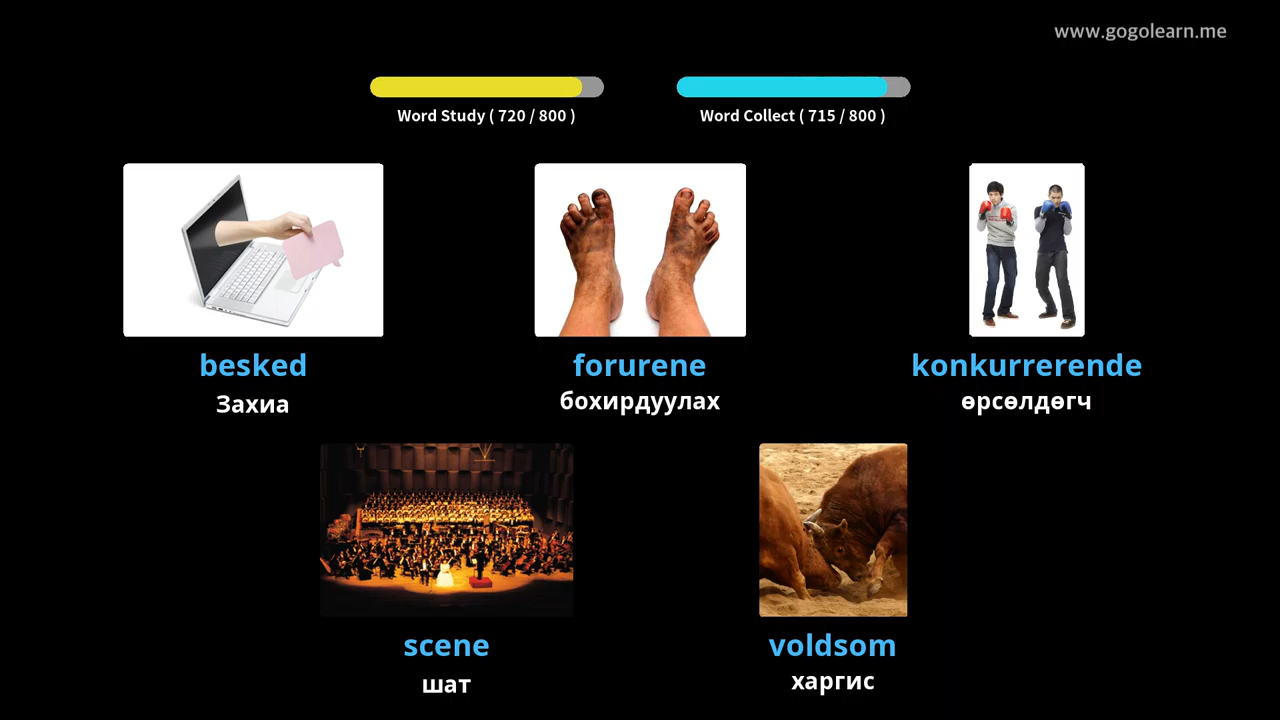 www.gogolearn.me
Word Study ( 720 / 800 )
Word Collect ( 715 / 800 )
besked
forurene
konkurrerende
Захиа
бохирдуулах
өрсөлдөгч
scene
voldsom
шат
харгис